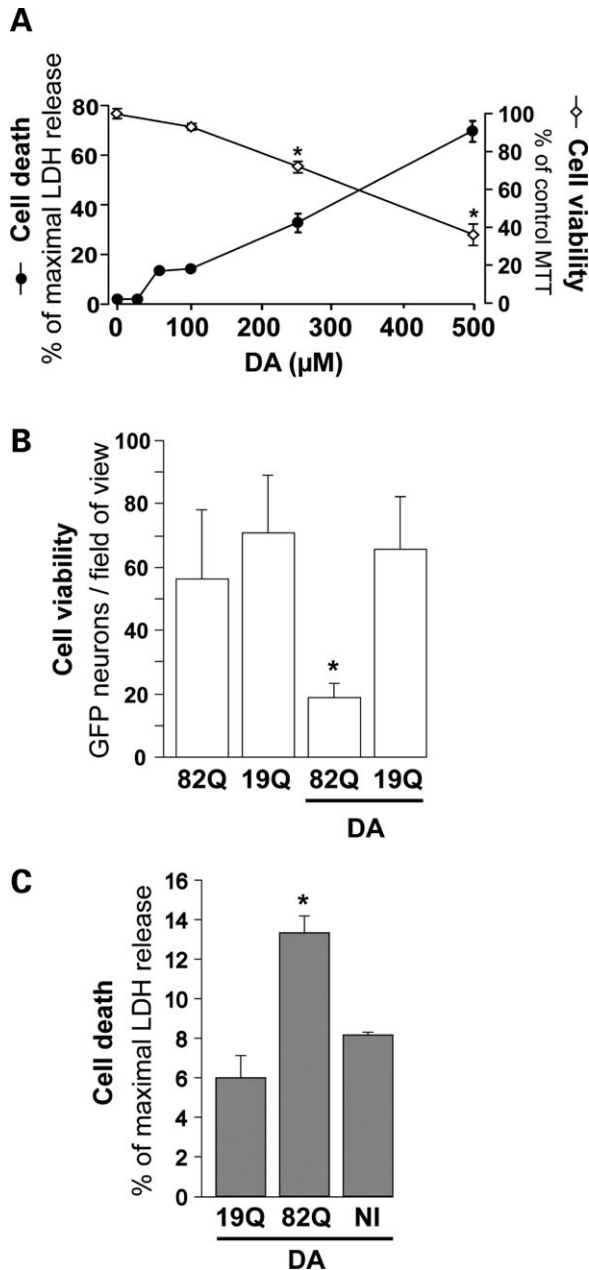 A
Cell death
% of maximal LDH release
80
60
40
20
0
*
*
100
80
60
40
20
0
% of control MTT
Cell viability
0 100 200 300 400 500
DA (µM)
B
Cell viability
GFP neurons / field of view
100
80
60
40
20
0
*
82Q 19Q 82Q 19Q
DA
C
Cell death
% of maximal LDH release
16
14
12
10
8
6
4
2
0
*
19Q 82Q NI
DA